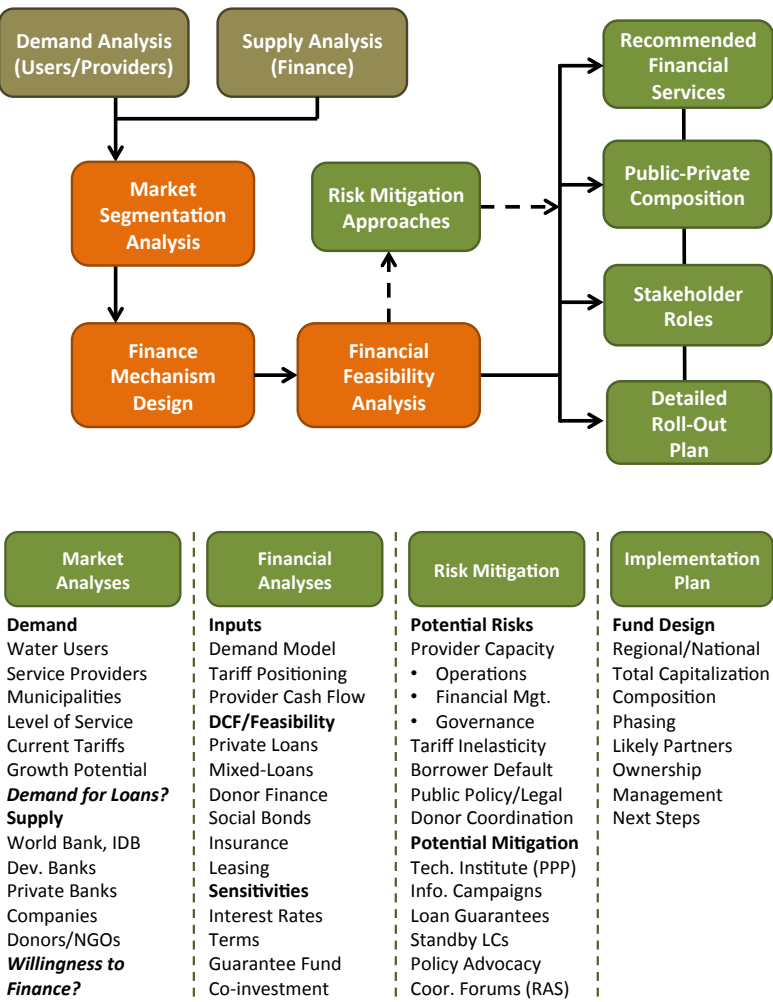 Demand Analysis
(Users/Providers)
Supply Analysis
(Finance)
Recommended
Financial
Services
Market
Segmentation
Analysis
Risk Mitigation
Approaches
Public-Private
Composition
Stakeholder
Roles
Finance
Mechanism
Design
Financial
Feasibility
Analysis
Detailed
Roll-Out
Plan
Market
Analyses
Demand
Water Users
Service Providers
Municipalities
Level of Service
Current Tariffs
Growth Potential
Demand for Loans?
Supply
World Bank, IDB
Dev. Banks
Private Banks
Companies
Donors/NGOs
Willingness to
Finance?
Financial
Analyses
Inputs
Demand Model
Tariff Positioning
Provider Cash Flow
DCF/Feasibility
Private Loans
Mixed-Loans
Donor Finance
Social Bonds
Insurance
Leasing
Sensitivities
Interest Rates
Terms
Guarantee Fund
Co-investment
Risk Mitigation
Potential Risks
Provider Capacity
• Operations
• Financial Mgt.
• Governance
Tariff Inelasticity
Borrower Default
Public Policy/Legal
Donor Coordination
Potential Mitigation
Tech. Institute (PPP)
Info. Campaigns
Loan Guarantees
Standby LCs
Policy Advocacy
Coor. Forums (RAS)
Implementation
Plan
Fund Design
Regional/National
Total Capitalization
Composition
Phasing
Likely Partners
Ownership
Management
Next Steps